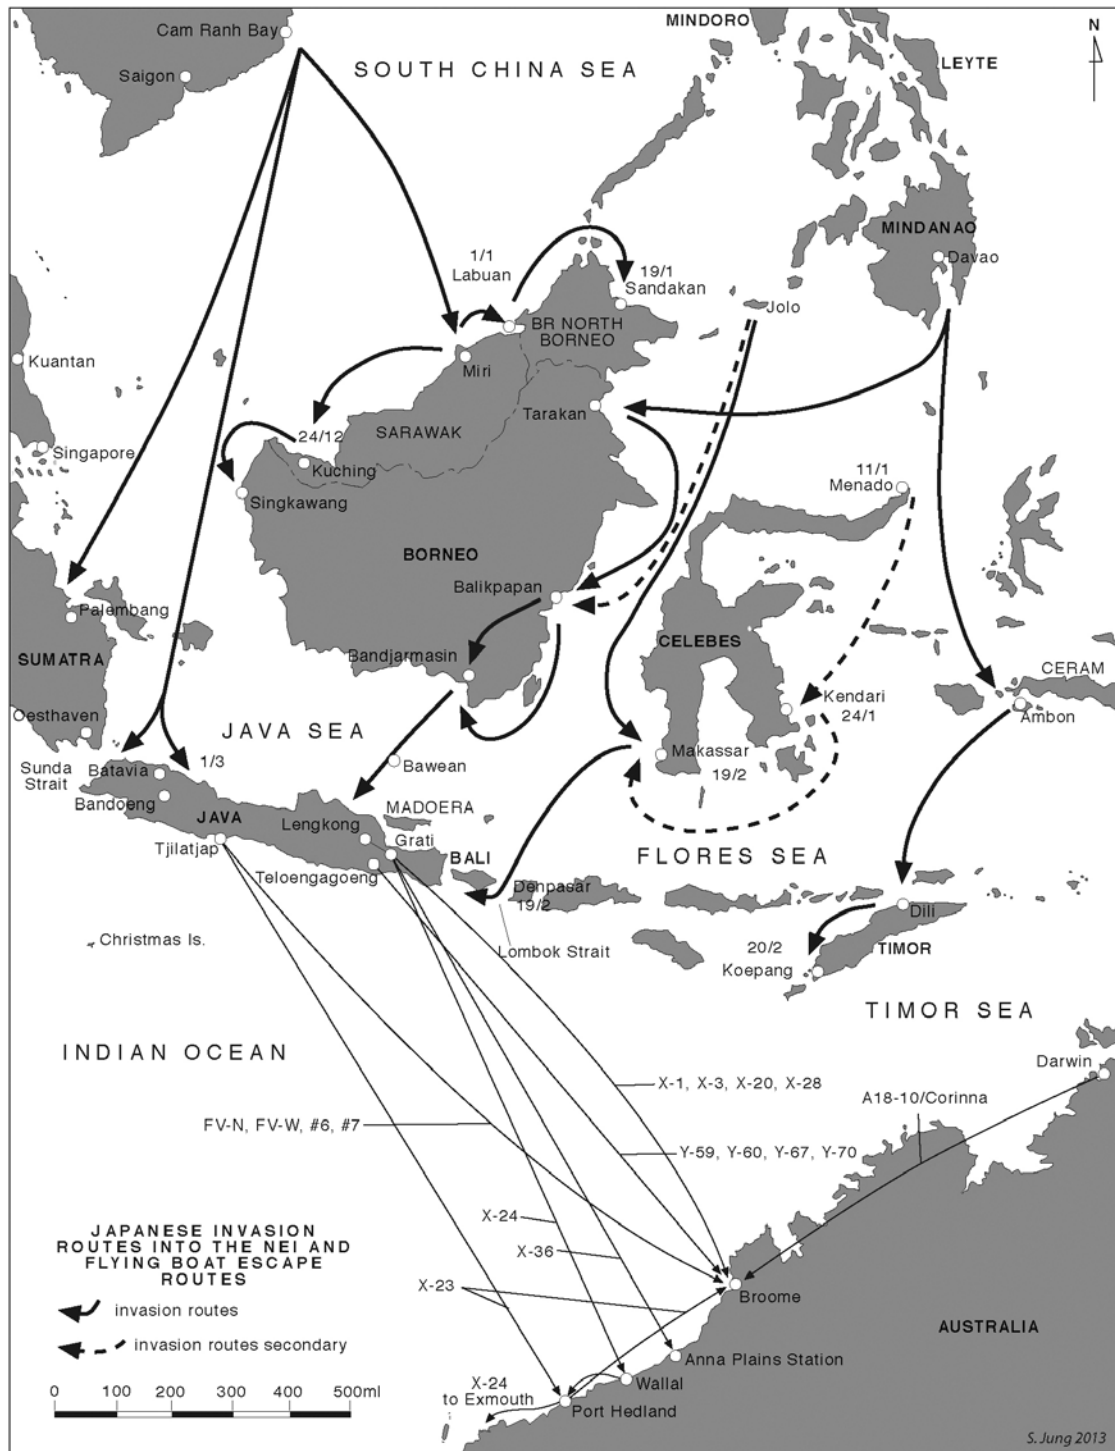 MINDORO
Cam Ranh Bay
N
Saigon
SOUTH CHINA SEA
LEYTE
MINDANAO
Davao
1/1
Labuan
19/1
Sandakan
Jolo
BR NORTH
BORNEO
Kuantan
Miri
Tarakan
SARAWAK
24/12
Singapore
Kuching
11/1
Menado
Singkawang
BORNEO
Balikpapan
Palembang
CELEBES
SUMATRA
Bandjarmasin
CERAM
Kendari
24/1
Ambon
Oesthaven
JAVA SEA
Makassar
19/2
Sunda
Strait
Batavia
1/3
Bawean
Bandoeng
MADOERA
JAVA
Lengkong
Grati
Tjilatjap
BALI
FLORES SEA
Teloengagoeng
Denpasar
19/2
Dili
Christmas Is.
Lombok Strait
20/2
TIMOR
Koepang
TIMOR SEA
INDIAN OCEAN
Darwin
X-1, X-3, X-20, X-28
A18-10/Corinna
FV-N, FV-W, #6, #7
Y-59, Y-60, Y-67, Y-70
X-24
X-36
X-23
Broome
AUSTRALIA
Anna Plains Station
Wallal
X-24
to Exmouth
Port Hedland
JAPANESE INVASION
ROUTES INTO THE NEI AND
FLYING BOAT ESCAPE
ROUTES
invasion routes
invasion routes secondary
0 100 200 300 400 500ml
S. Jung 2013